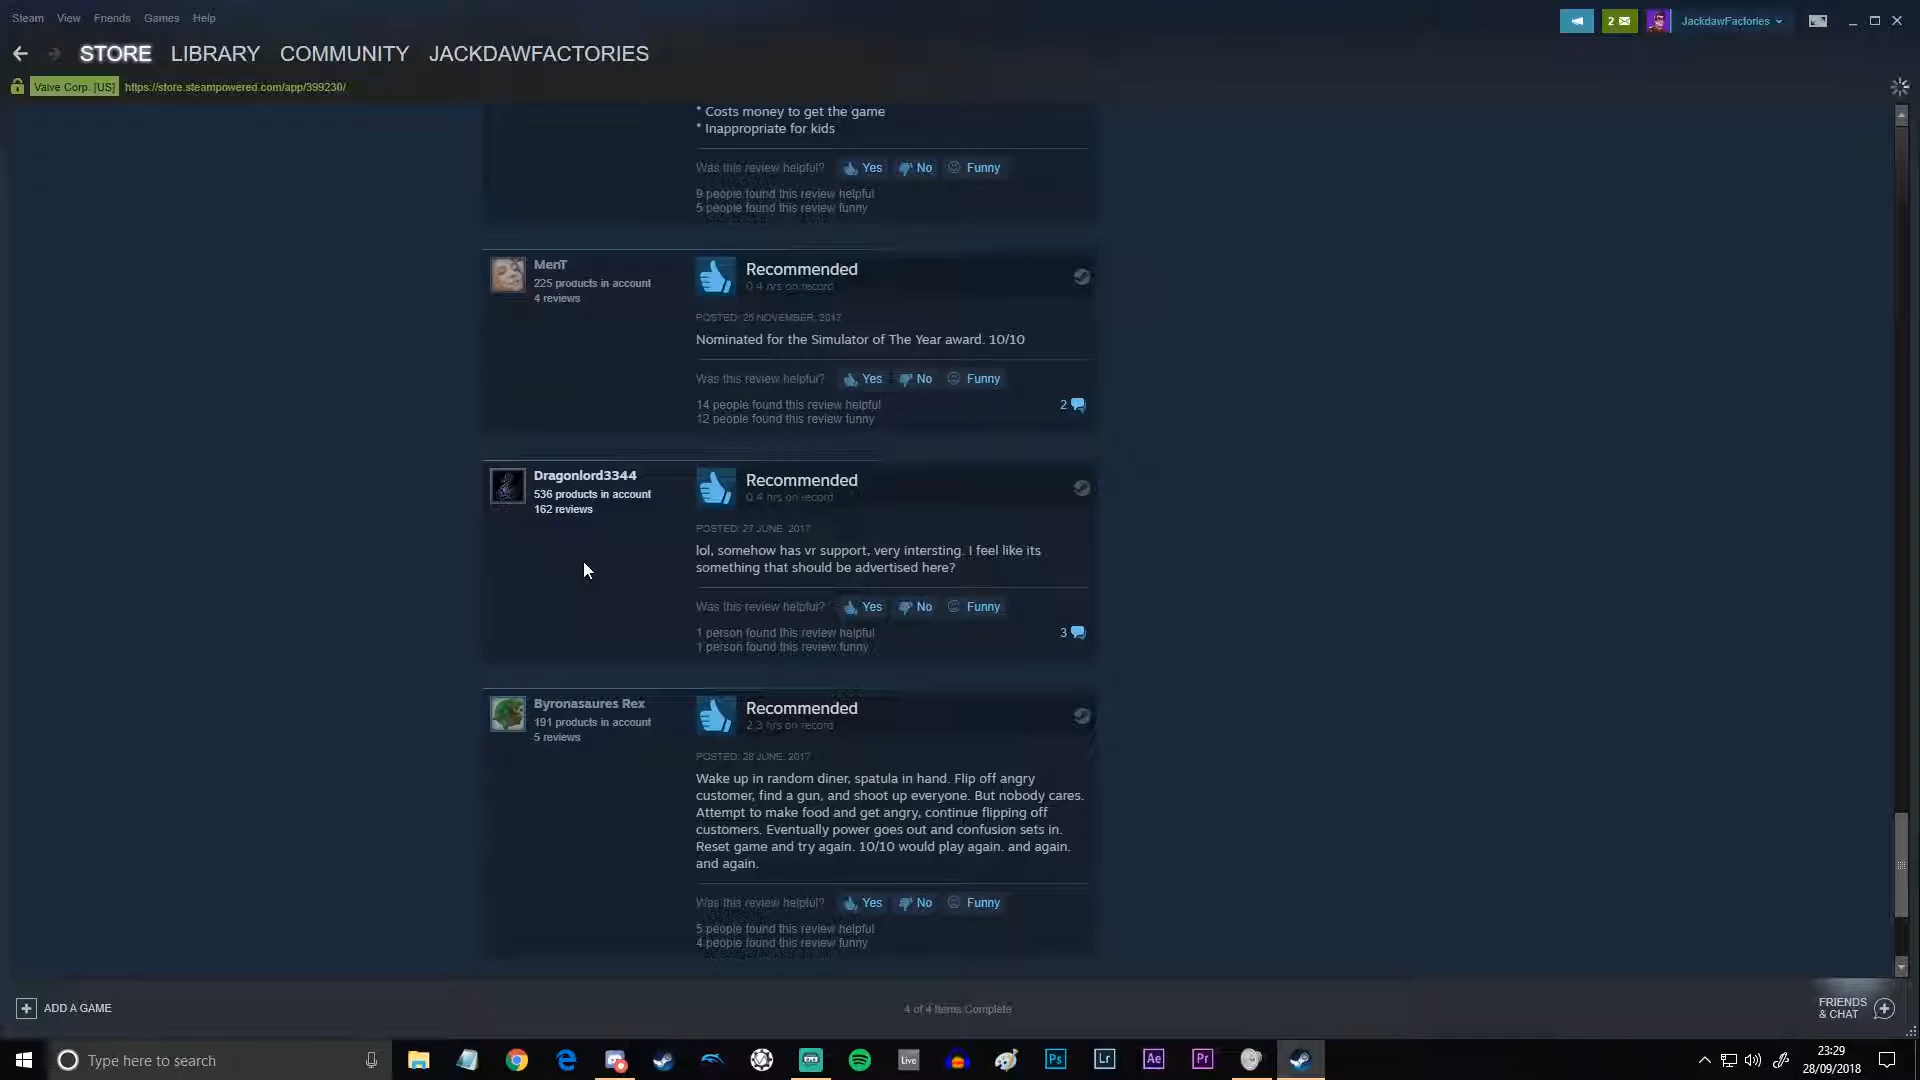 Steam View Friends Games Help
2
JackdawFactories
STORE LIBRARY COMMUNITY JACKDAWFACTORIES
Valve Corp. [US] https://store.steampowered.com/app/399230/
* Costs money to get the game
* Inappropriate for kids
Was this review helpful? Yes No Funny
9 people found this review helpful
5 people found this review funny
MenT
225 products in account
4 reviews
Recommended
0.4 hrs on record
POSTED: 25 NOVEMBER, 2017
Nominated for the Simulator of The Year award. 10/10
Was this review helpful? Yes No Funny
14 people found this review helpful
12 people found this review funny
2
Dragonlord3344
536 products in account
162 reviews
Recommended
0.4 hrs on record
POSTED: 27 JUNE, 2017
lol, somehow has vr support, very intersting. I feel like its
something that should be advertised here?
Was this review helpful? Yes No Funny
1 person found this review helpful
1 person found this review funny
3
Byronasaures Rex
191 products in account
5 reviews
Recommended
2.3 hrs on record
POSTED: 28 JUNE, 2017
Wake up in random diner, spatula in hand. Flip off angry
customer, find a gun, and shoot up everyone. But nobody cares.
Attempt to make food and get angry, continue flipping off
customers. Eventually power goes out and confusion sets in.
Reset game and try again. 10/10 would play again. and again.
and again.
Was this review helpful? Yes No Funny
5 people found this review helpful
4 people found this review funny
ADD A GAME
4 of 4 Items Complete
FRIENDS
& CHAT
Type here to search
Live
Ps
Lr
Ae
Pr
23:29
28/09/2018